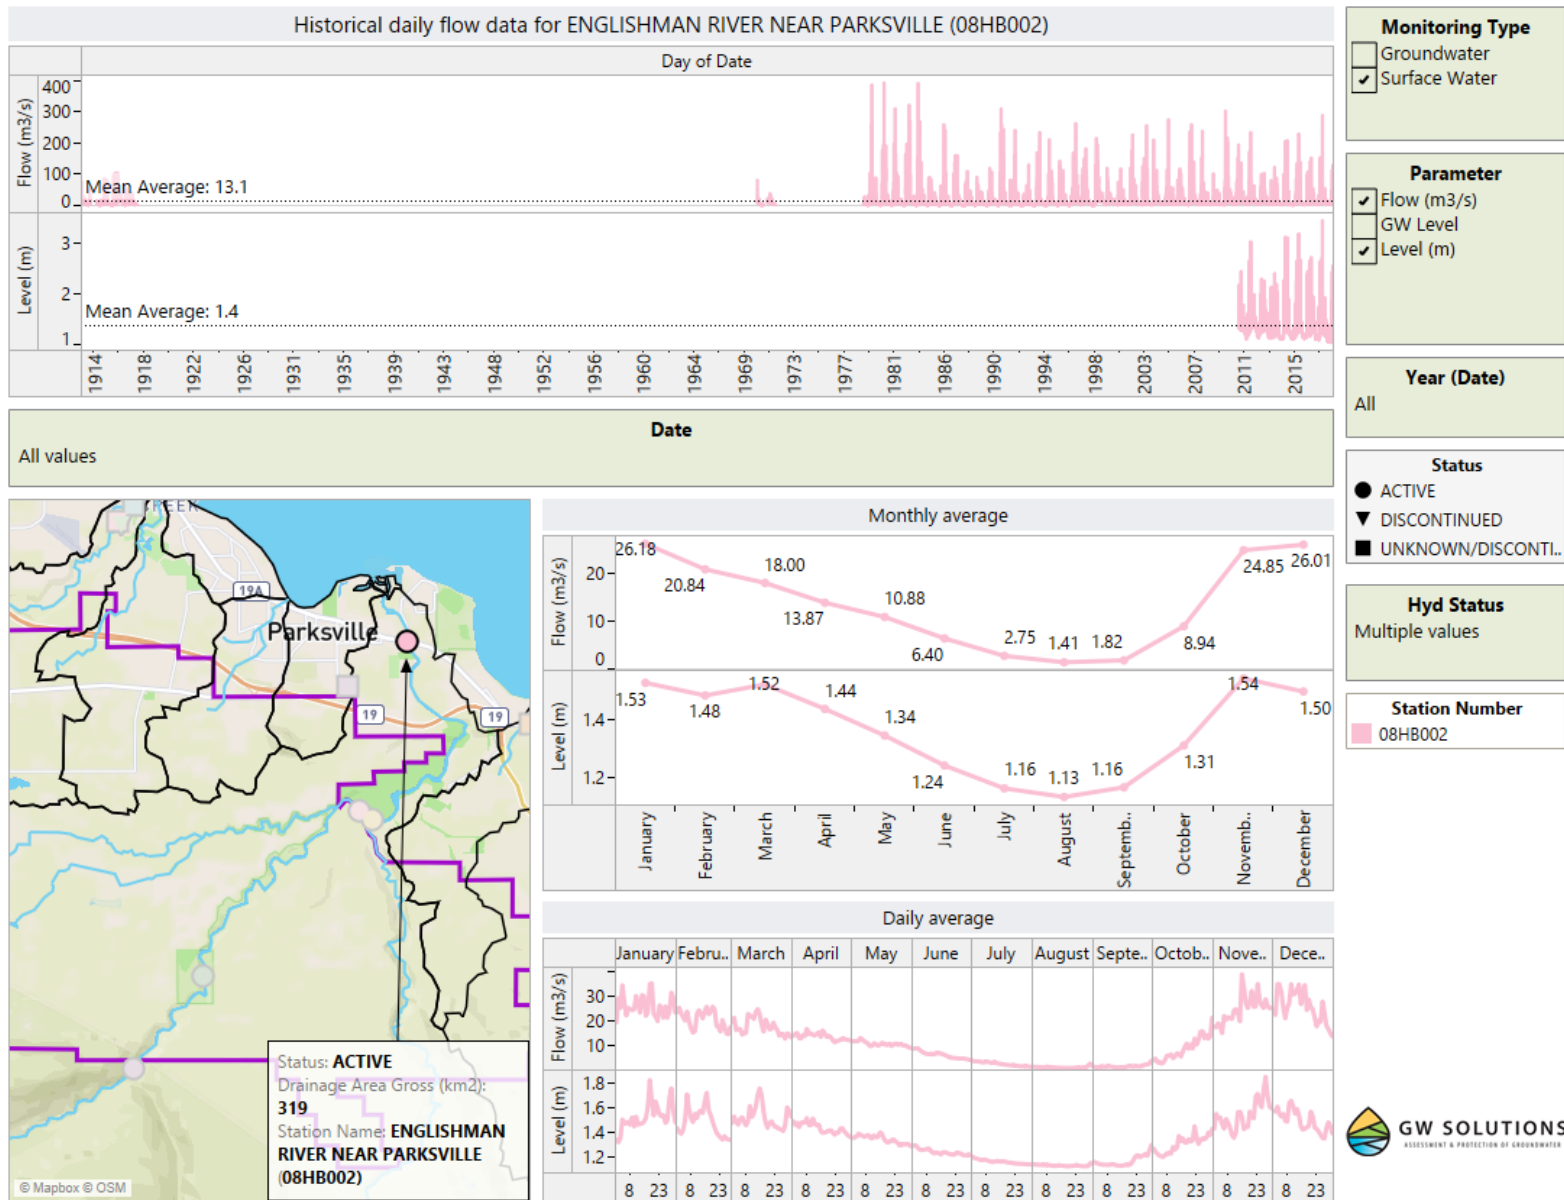 Historical daily flow data for ENGLISHMAN RIVER NEAR PARKSVILLE (08HB002)
Day of Date
Flow (m3/s)
400
300
200
100
0
Mean Average: 13.1
Level (m)
3
2
1
Mean Average: 1.4
1914 1918 1922 1926 1931 1935 1939 1943 1948 1952 1956 1960 1964 1969 1973 1977 1981 1986 1990 1994 1998 2003 2007 2011 2015
Date
All values
Monitoring Type
Groundwater
Surface Water
Parameter
Flow (m3/s)
GW Level
Level (m)
Year (Date)
All
Status
ACTIVE
DISCONTINUED
UNKNOWN/DISCONTI..
Hyd Status
Multiple values
Station Number
08HB002
REEK
19A
Parksville
19
19
Status: ACTIVE
Drainage Area Gross (km2):
319
Station Name: ENGLISHMAN
RIVER NEAR PARKSVILLE
(08HB002)
© Mapbox © OSM
Monthly average
Flow (m3/s)
20
10
0
26.18 20.84 18.00 13.87 10.88 6.40 2.75 1.41 1.82 8.94 24.85 26.01
Level (m)
1.4
1.2
1.53 1.48 1.52 1.44 1.34 1.24 1.16 1.13 1.16 1.31 1.54 1.50
January February March April May June July August Septemb.. October Novemb.. December
Daily average
January Febru.. March April May June July August Septe.. Octob.. Nove.. Dece..
Flow (m3/s)
30
20
10
Level (m)
1.8
1.6
1.4
1.2
8 23 8 23 8 23 8 23 8 23 8 23 8 23 8 23 8 23 8 23 8 23 8 23
GW SOLUTIONS
ASSESSMENT & PROTECTION OF GROUNDWATER